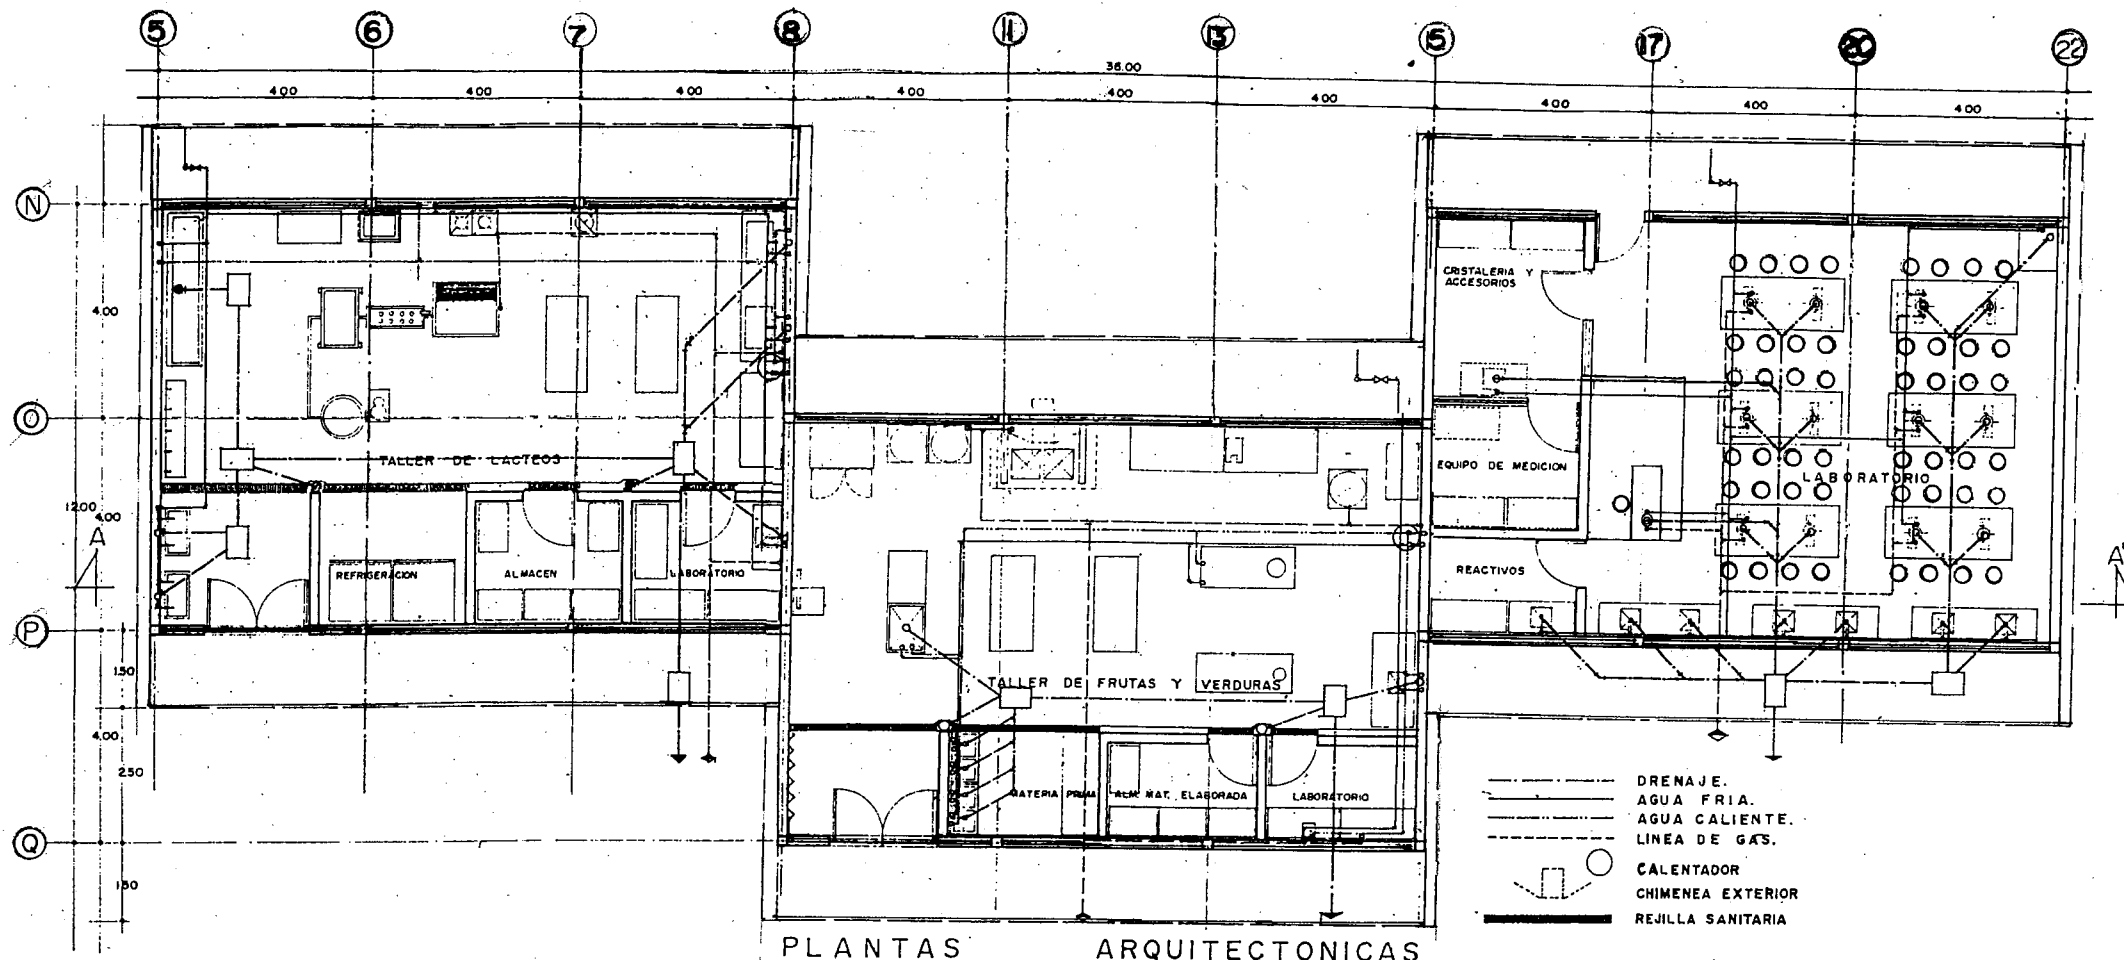 5 6 7 8 11 13 15 17 20 22
36.00
400 400 400 400 400 400 400 400 400
N
4.00
CRISTALERIA Y
ACCESORIOS
O
TALLER DE LACTEOS
EQUIPO DE MEDICION
LABORATORIO
12.00
4.00
A
A'
REFRIGERACION
ALMACEN
LABORATORIO
REACTIVOS
P
1.50
TALLER DE FRUTAS Y VERDURAS
4.00
2.50
MATERIA PRIMA
ALM. MAT. ELABORADA
LABORATORIO
Q
150
DRENAJE.
AGUA FRIA.
AGUA CALIENTE.
LINEA DE GAS.
CALENTADOR
CHIMENEA EXTERIOR
REJILLA SANITARIA
PLANTAS ARQUITECTONICAS